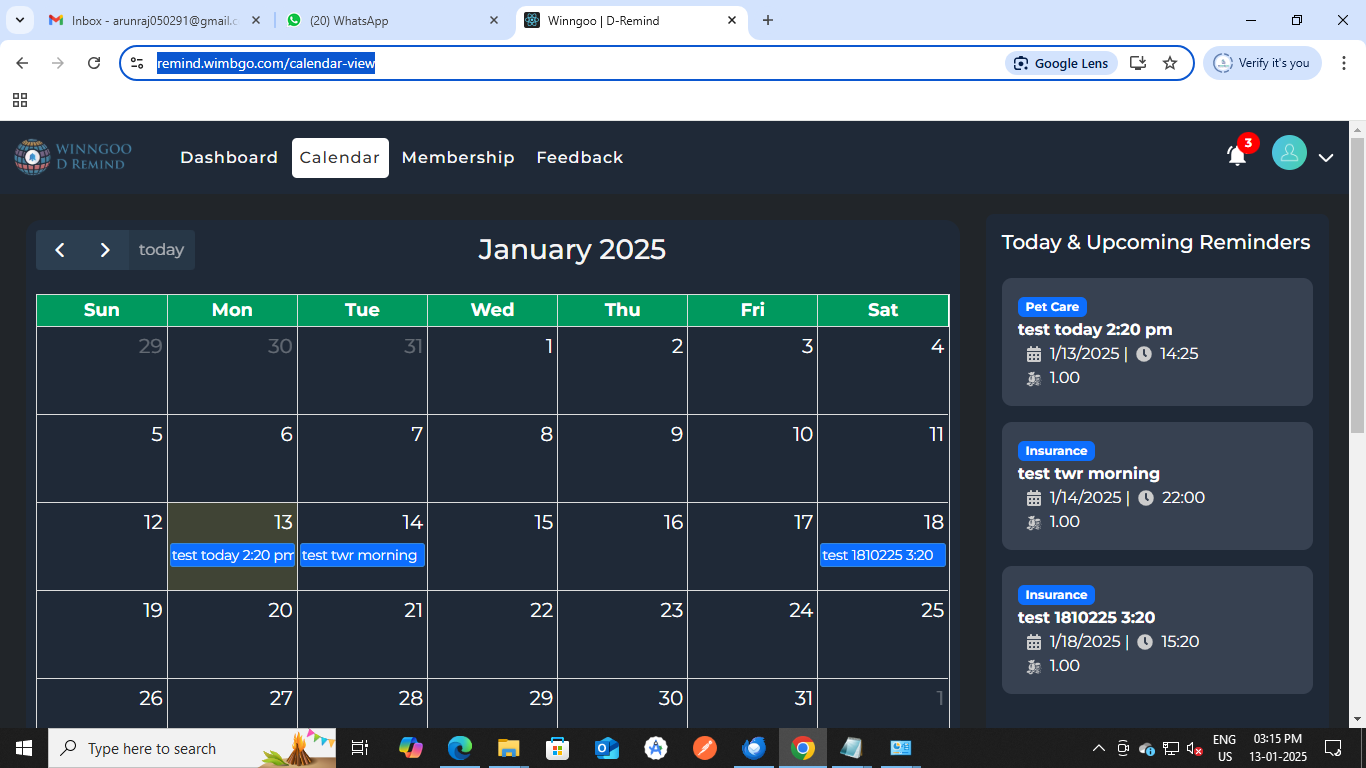 Inbox - arunraj050291@gmail.c
(20) WhatsApp
Winngoo | D-Remind
remind.wimbgo.com/calendar-view
Google Lens
Verify it's you
WINNGOO
D REMIND
Dashboard
Calendar
Membership
Feedback
3
today
January 2025
Sun Mon Tue Wed Thu Fri Sat
29 30 31 1 2 3 4
5 6 7 8 9 10 11
12 13 14 15 16 17 18
test today 2:20 pm
test twr morning
test 1810225 3:20
19 20 21 22 23 24 25
26 27 28 29 30 31 1
Today & Upcoming Reminders
Pet Care
test today 2:20 pm
1/13/2025 | 14:25
1.00
Insurance
test twr morning
1/14/2025 | 22:00
1.00
Insurance
test 1810225 3:20
1/18/2025 | 15:20
1.00
Type here to search
ENG
US
03:15 PM
13-01-2025